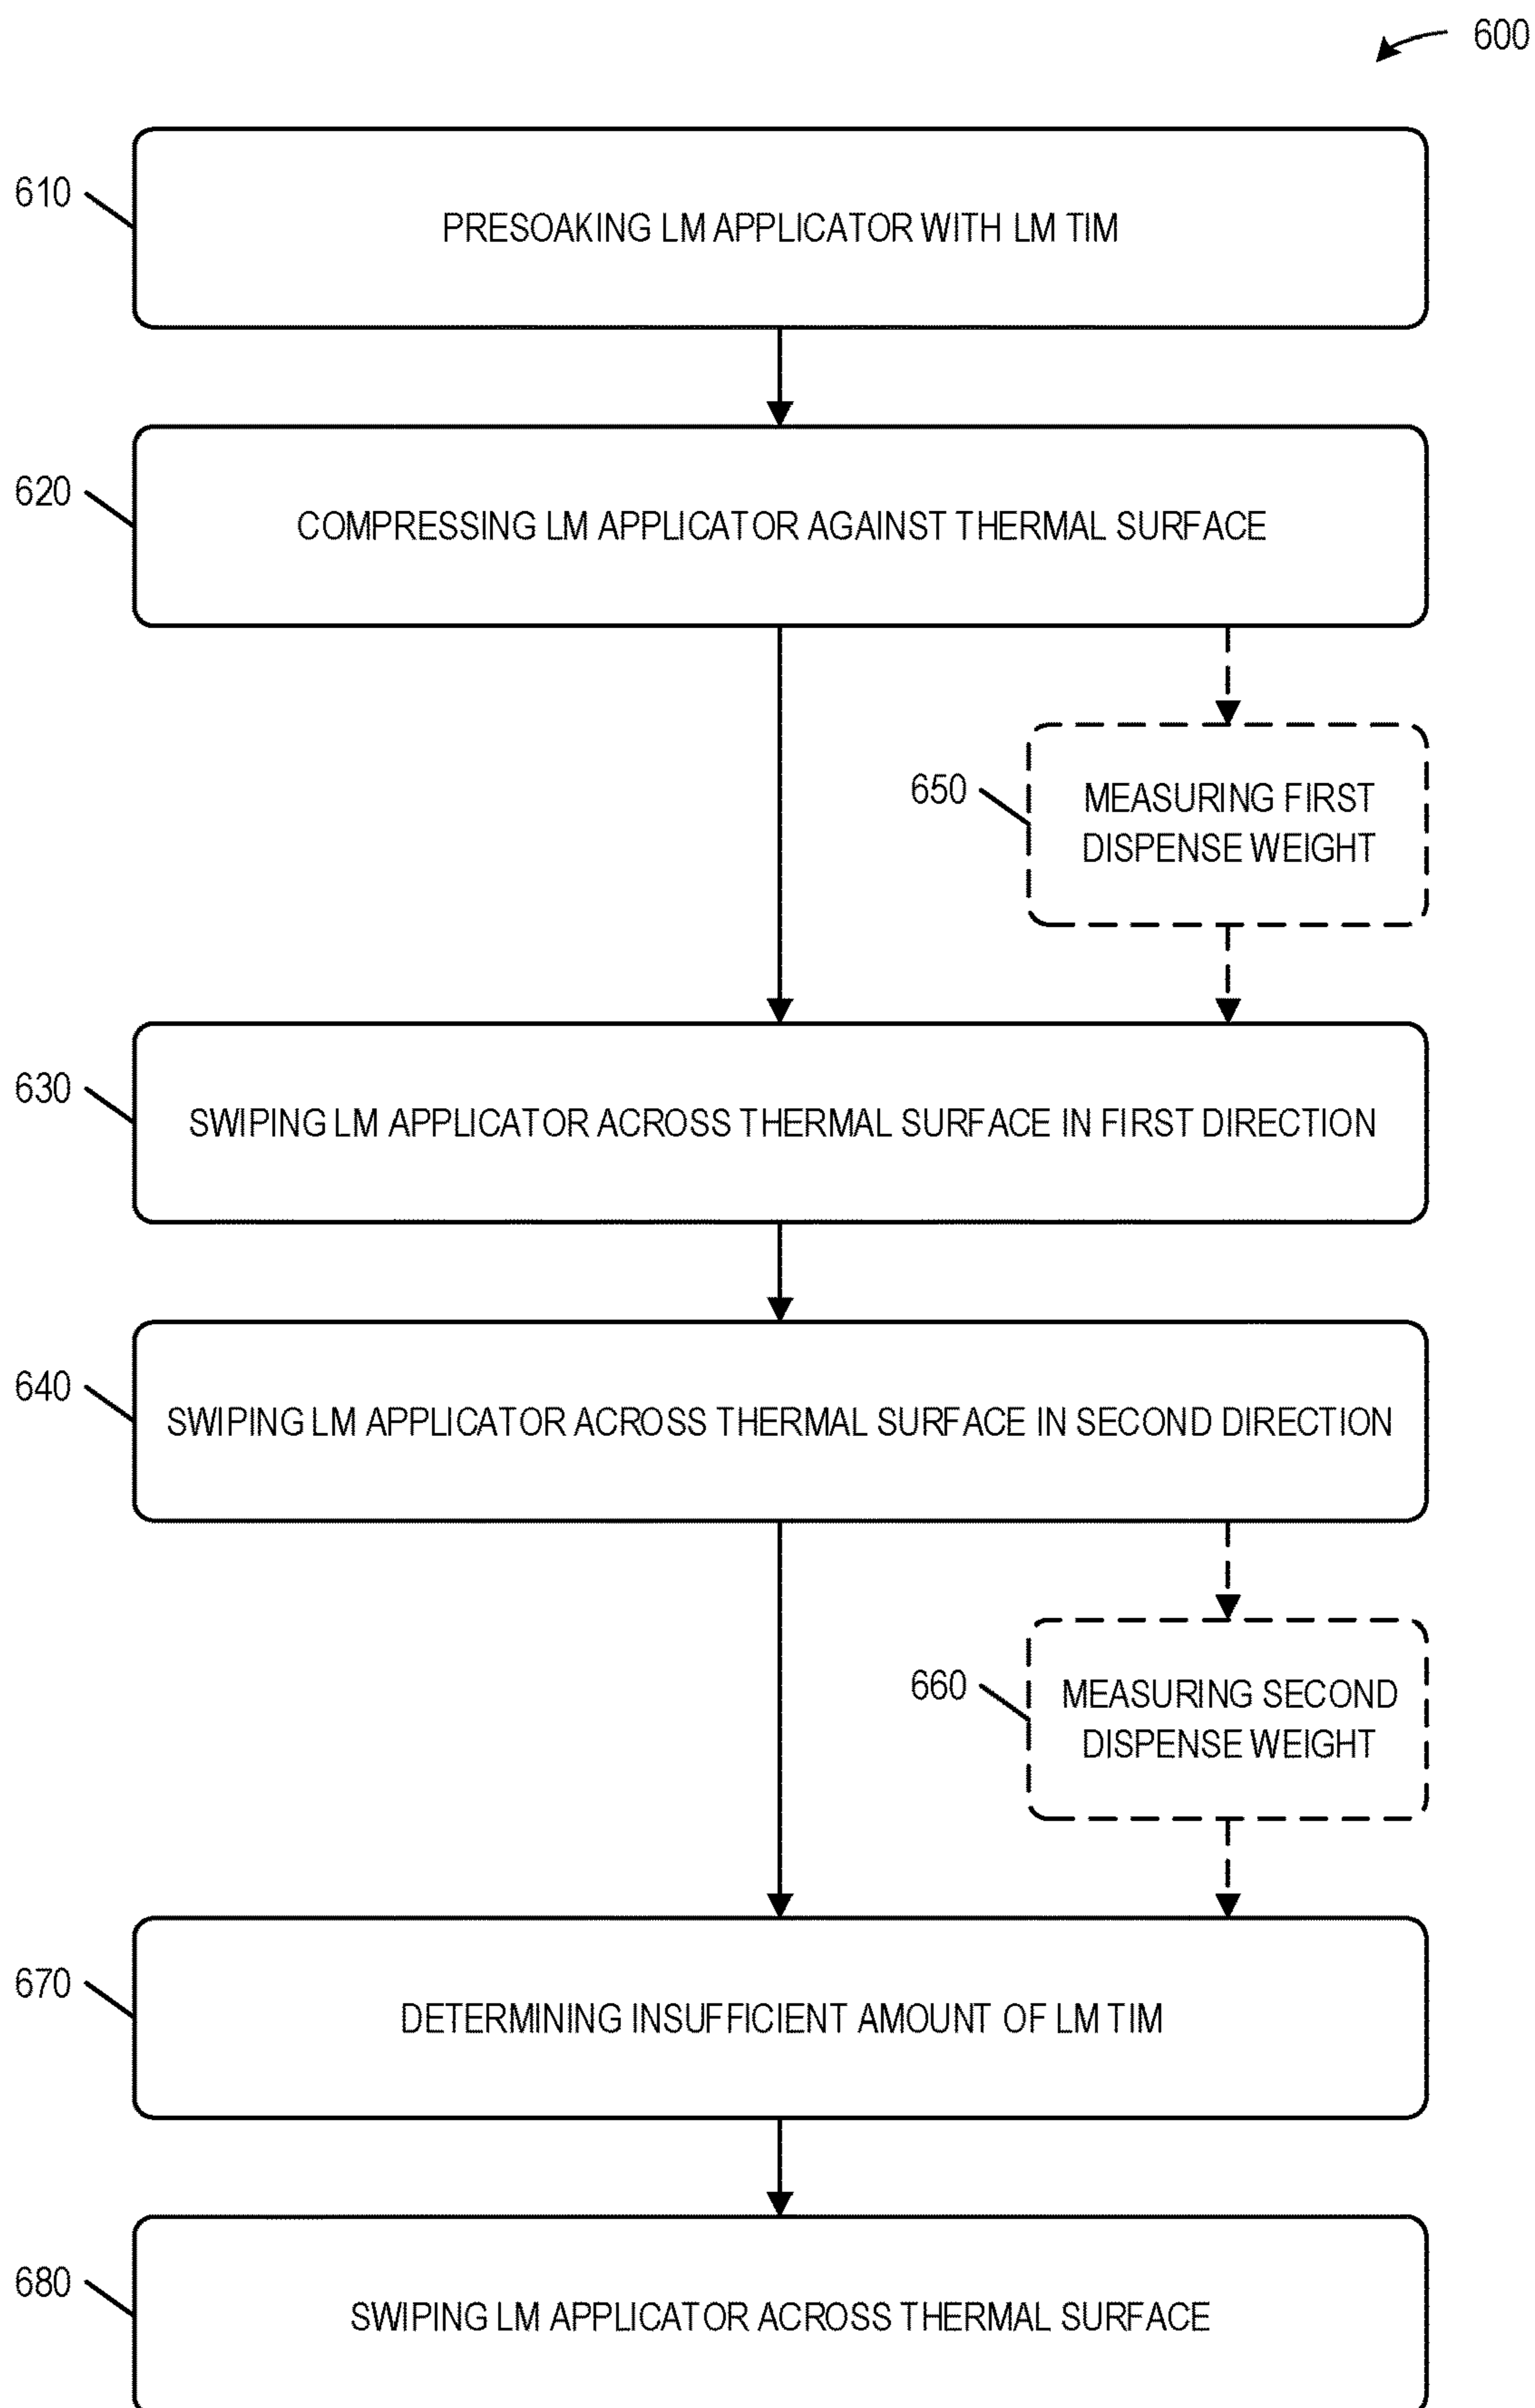 600
610
PRESOAKING LM APPLICATOR WITH LM TIM
620
COMPRESSING LM APPLICATOR AGAINST THERMAL SURFACE
650
MEASURING FIRST
DISPENSE WEIGHT
630
SWIPING LM APPLICATOR ACROSS THERMAL SURFACE IN FIRST DIRECTION
640
SWIPING LM APPLICATOR ACROSS THERMAL SURFACE IN SECOND DIRECTION
660
MEASURING SECOND
DISPENSE WEIGHT
670
DETERMINING INSUFFICIENT AMOUNT OF LM TIM
680
SWIPING LM APPLICATOR ACROSS THERMAL SURFACE